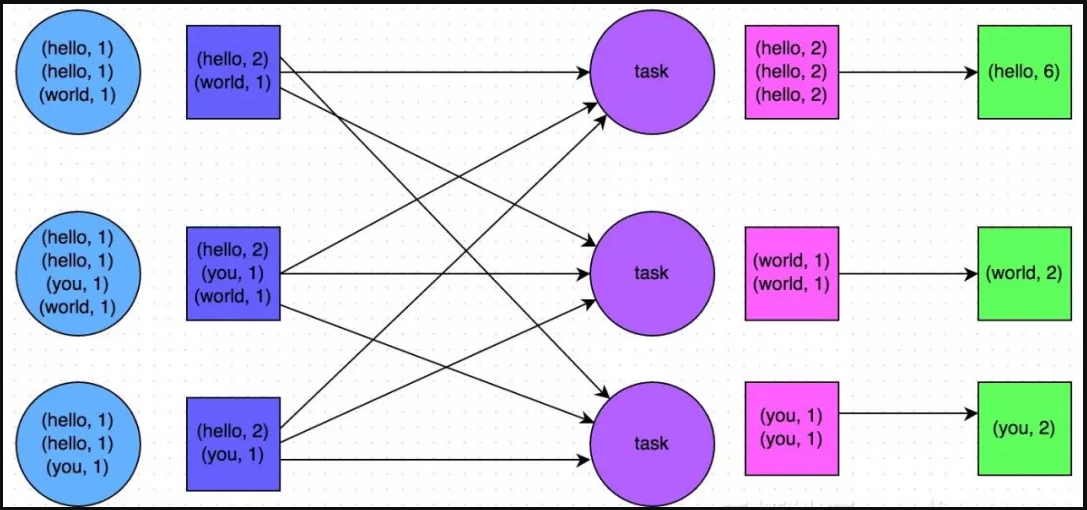 (hello, 1)
(hello, 1)
(world, 1)
(hello, 2)
(world, 1)
task
(hello, 2)
(hello, 2)
(hello, 2)
(hello, 6)
(hello, 1)
(hello, 1)
(you, 1)
(world, 1)
(hello, 2)
(you, 1)
(world, 1)
task
(world, 1)
(world, 1)
(world, 2)
(hello, 1)
(hello, 1)
(you, 1)
(hello, 2)
(you, 1)
task
(you, 1)
(you, 1)
(you, 2)